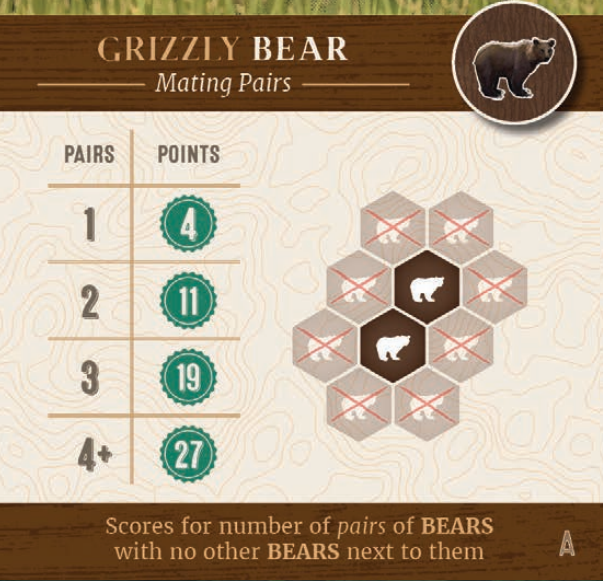 GRIZZLY BEAR
Mating Pairs
PAIRS POINTS
1 4
2 11
3 19
4+ 27
Scores for number of pairs of BEARS
with no other BEARS next to them
A